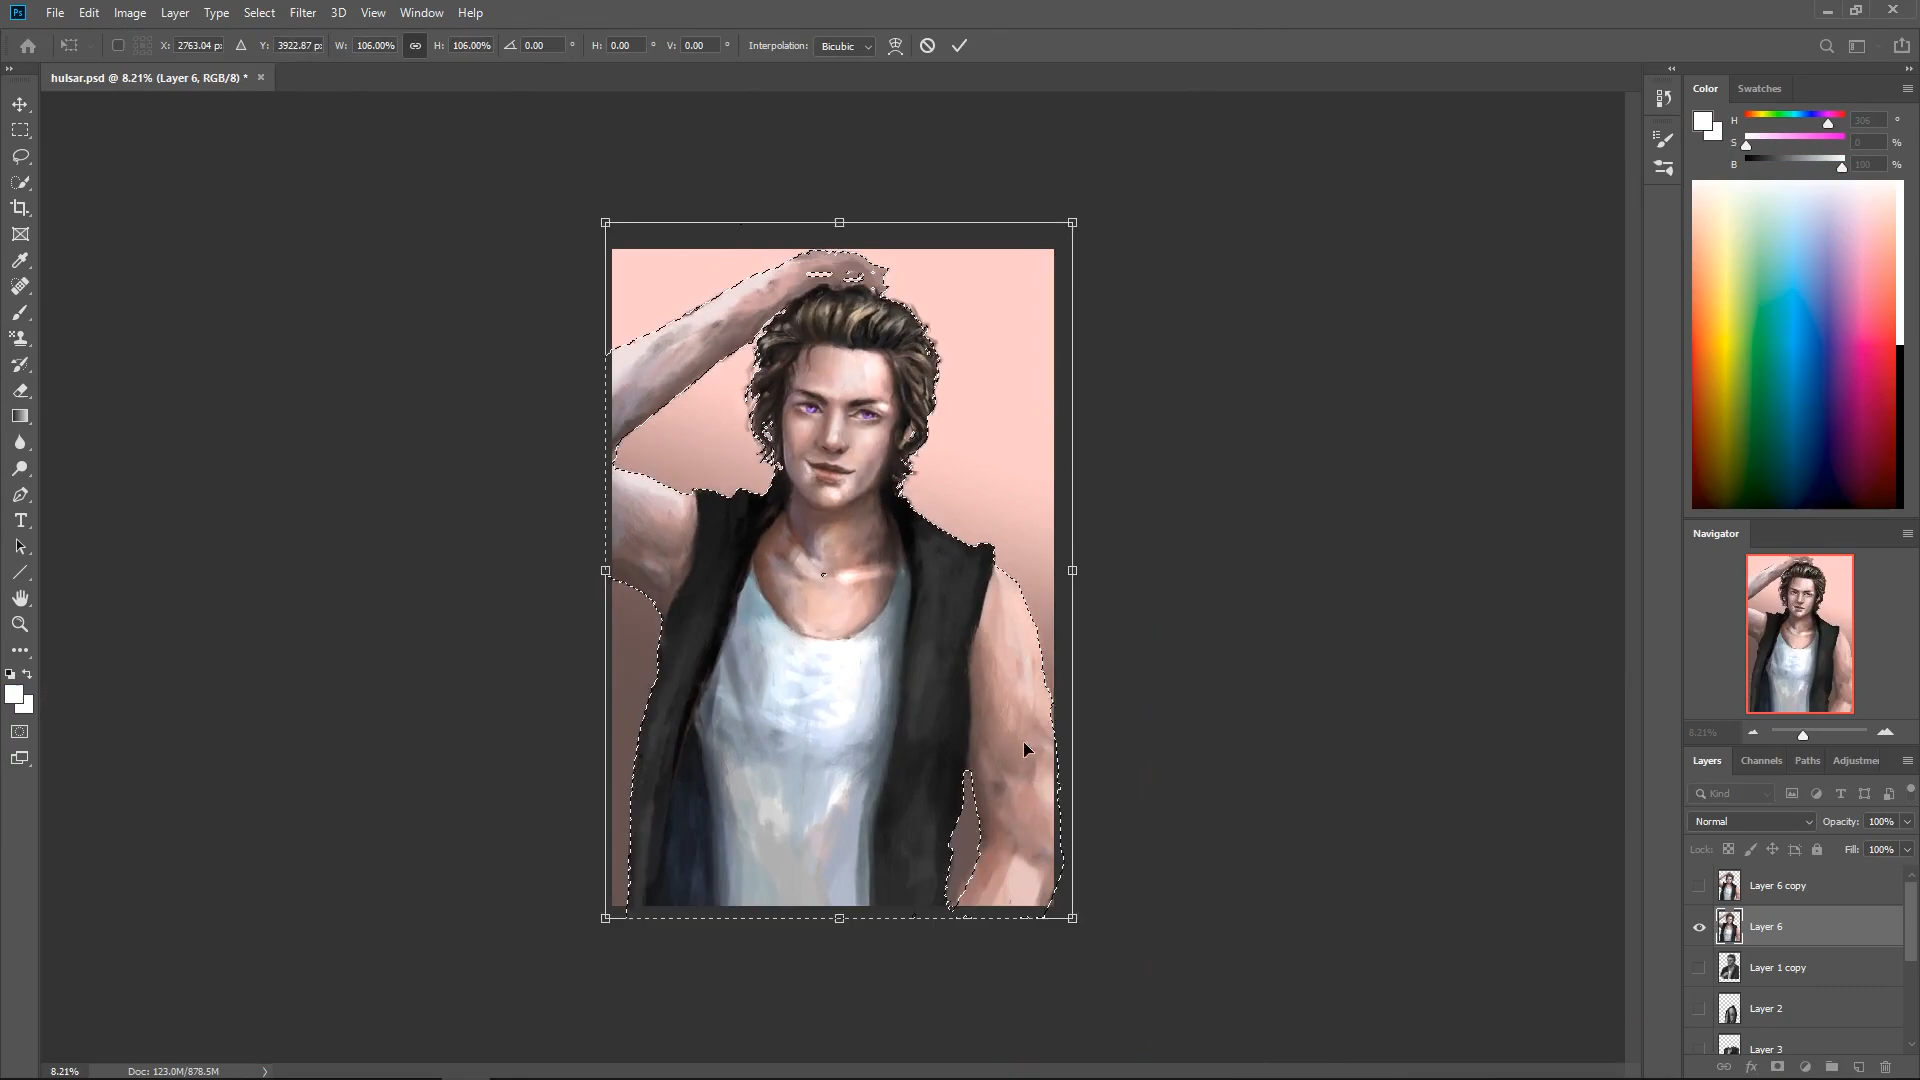 Ps File Edit Image Layer Type Select Filter 3D View Window Help
X: 2763.04 p: Y: 3922.87 p: W: 106.00% H: 106.00% 0.00 ° H: 0.00 ° V: 0.00 ° Interpolation: Bicubic
hulsar.psd @ 8.21% (Layer 6, RGB/8) * ×
Color Swatches
H 306 °
S 0 %
B 100 %
Navigator
8.21%
Layers Channels Paths Adjustmer
Kind
Normal Opacity: 100%
Lock: Fill: 100%
Layer 6 copy
Layer 6
Layer 1 copy
Layer 2
Layer 3
8.21% Doc: 123.0M/878.5M